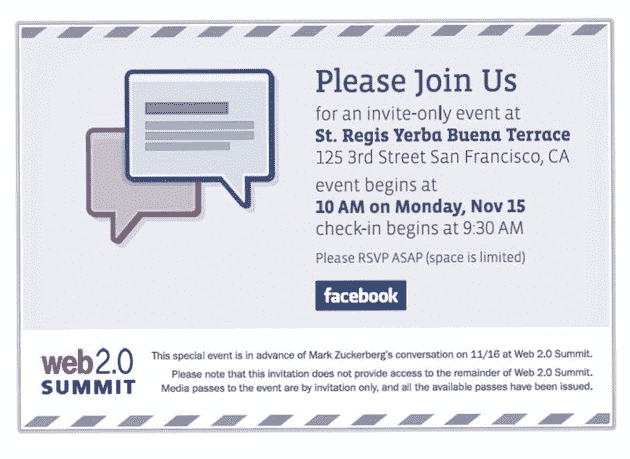 Please Join Us
for an invite-only event at
St. Regis Yerba Buena Terrace
125 3rd Street San Francisco, CA
event begins at
10 AM on Monday, Nov 15
check-in begins at 9:30 AM
Please RSVP ASAP (space is limited)
facebook
web2.0
SUMMIT
This special event is in advance of Mark Zuckerberg's conversation on 11/16 at Web 2.0 Summit.
Please note that this invitation does not provide access to the remainder of Web 2.0 Summit.
Media passes to the event are by invitation only, and all the available passes have been issued.